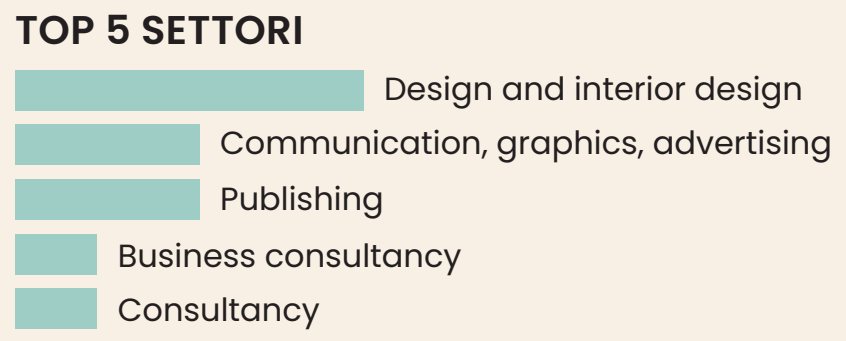 TOP 5 SETTORI
Design and interior design
Communication, graphics, advertising
Publishing
Business consultancy
Consultancy